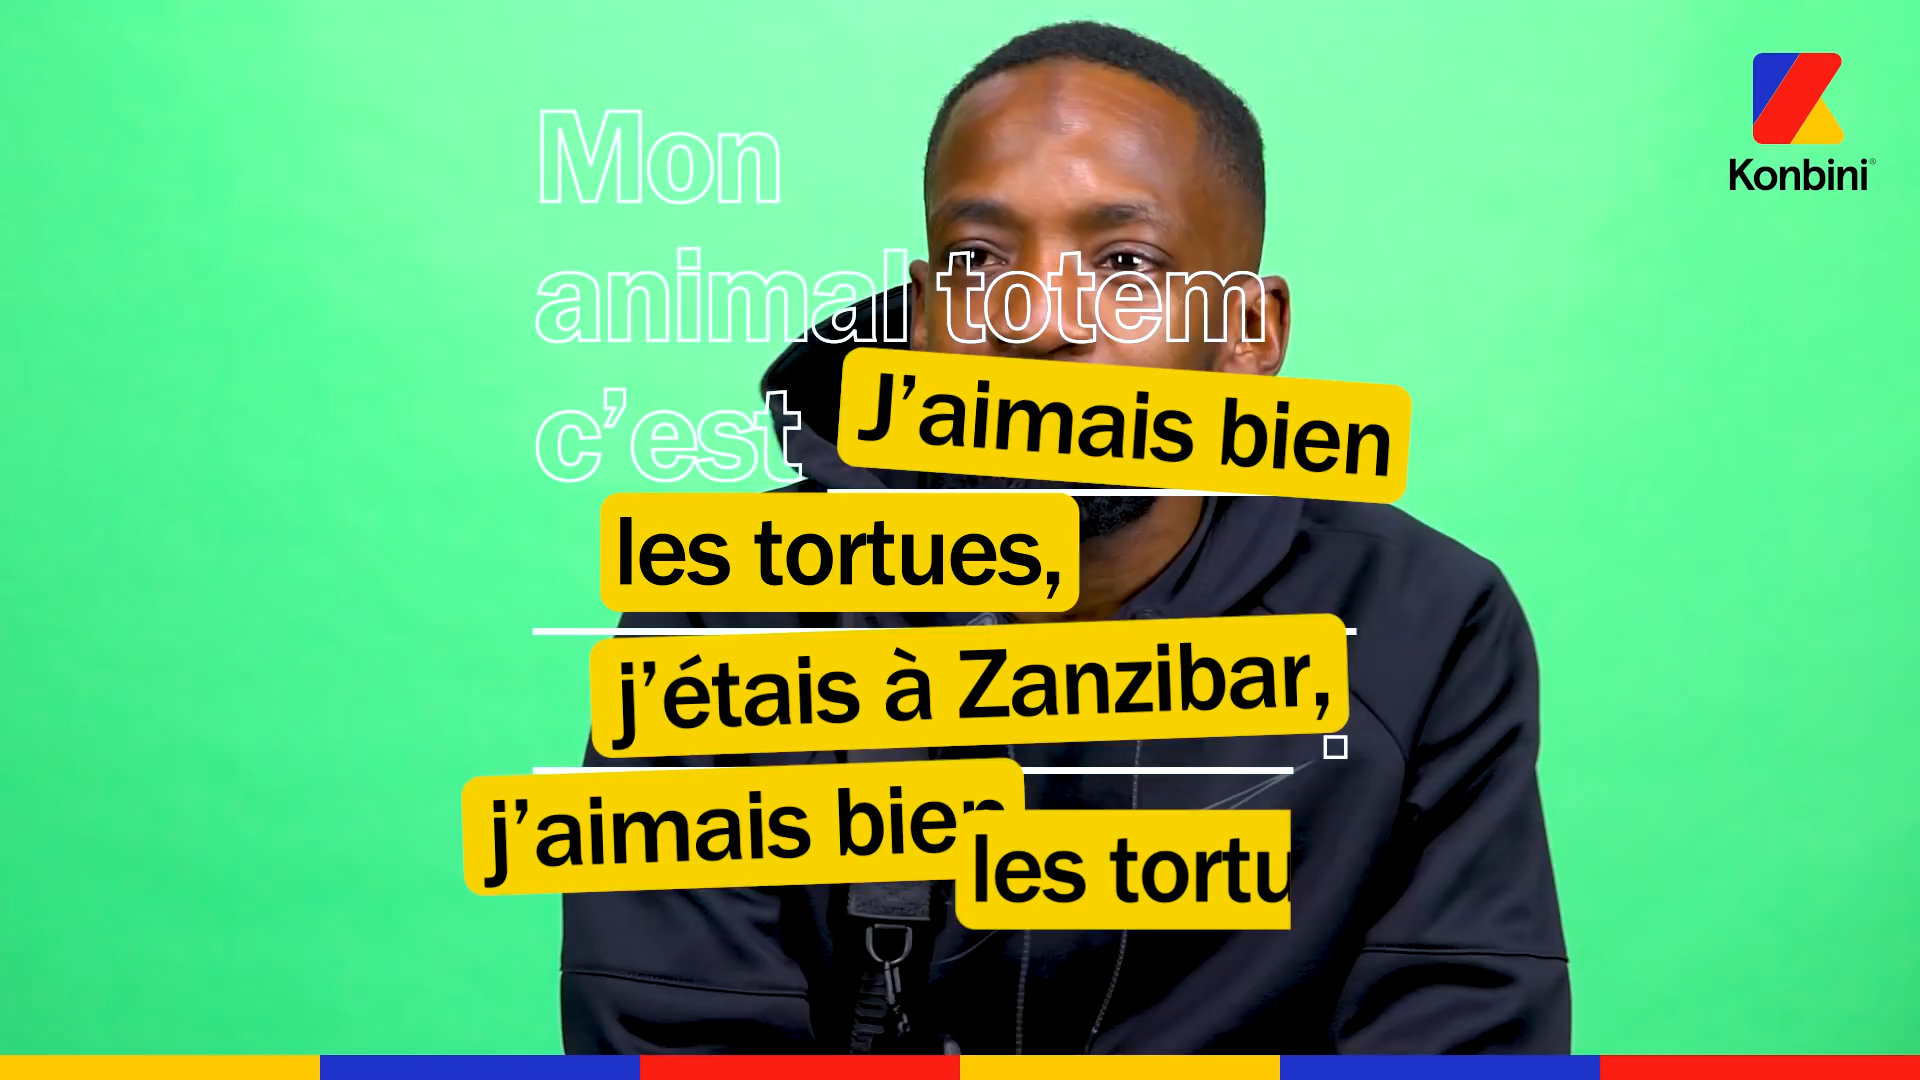 Mon
animal totem
c'est J'aimais bien
les tortues,
j'étais à Zanzibar,
j'aimais bien
les tortu
Konbini